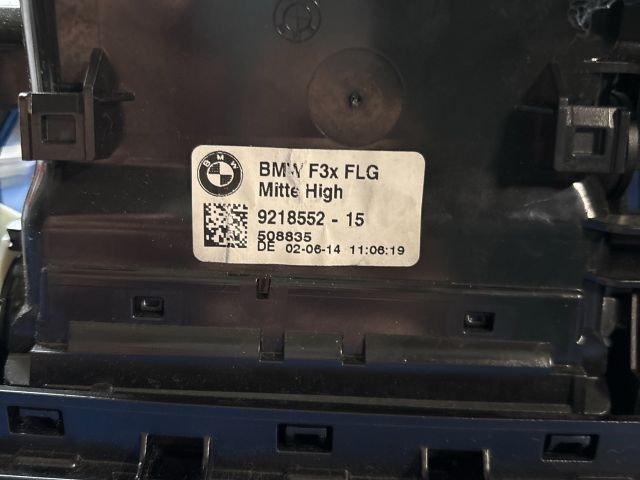 BMW
BMW F3x FLG
Mitte High
9218552 - 15
508835
DE 02-06-14 11:06:19